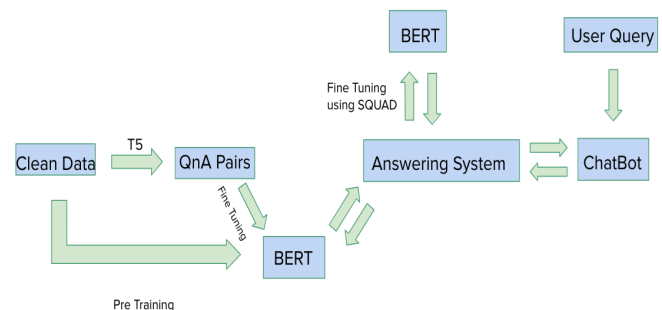 BERT
User Query
Fine Tuning
using SQUAD
T5
Clean Data
QnA Pairs
Answering System
ChatBot
Fine Tuning
BERT
Pre Training